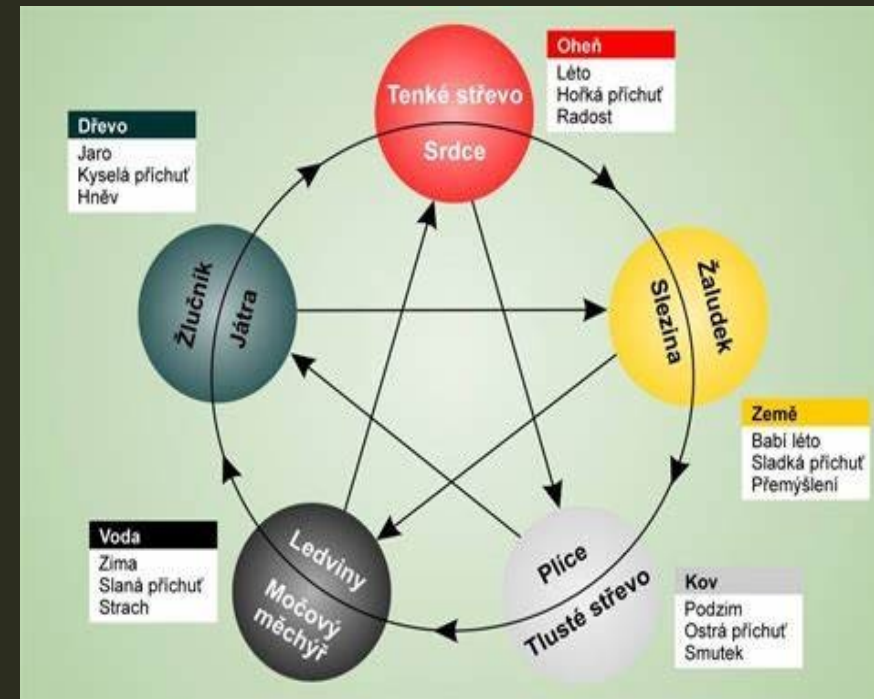 Oheň
Léto
Hořká příchuť
Radost
Tenké střevo
Srdce
Dřevo
Jaro
Kyselá příchuť
Hněv
Žlučník
Játra
Žaludek
Slezina
Země
Babí léto
Sladká příchuť
Přemýšlení
Voda
Zima
Slaná příchuť
Strach
Ledviny
Močový
měchýř
Plíce
Tlusté střevo
Kov
Podzim
Ostrá příchuť
Smutek